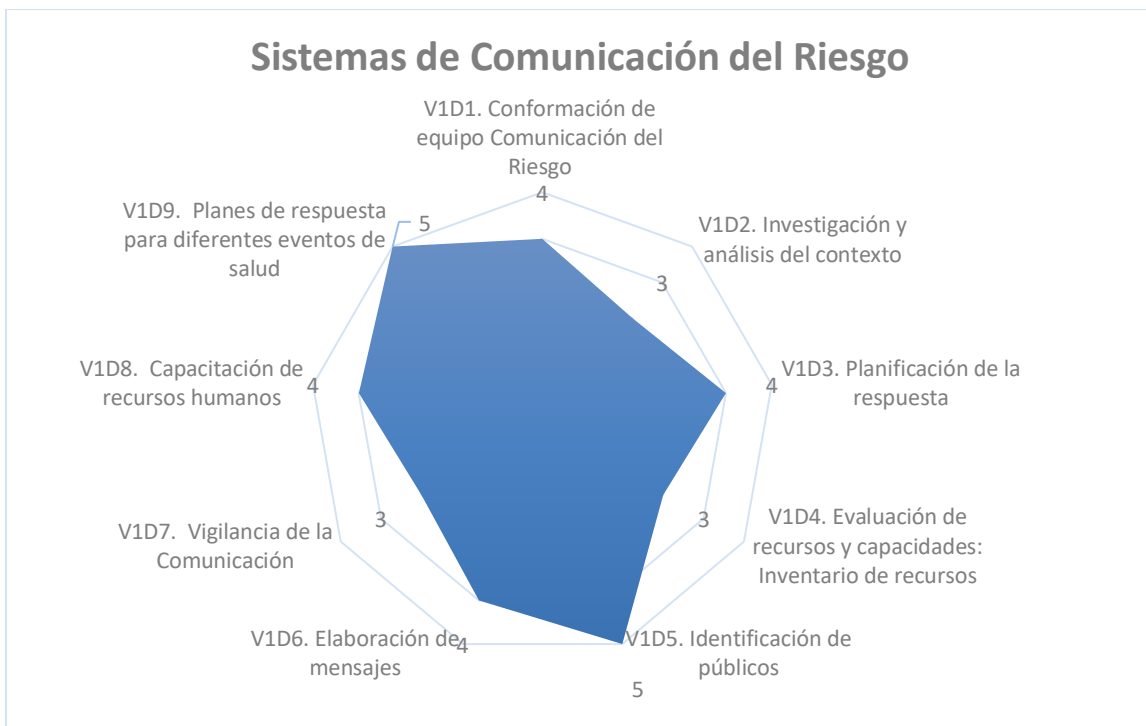 Sistemas de Comunicación del Riesgo
V1D1. Conformación de
equipo Comunicación del
Riesgo
4
V1D2. Investigación y
análisis del contexto
3
V1D3. Planificación de la
respuesta
4
V1D4. Evaluación de
recursos y capacidades:
Inventario de recursos
3
V1D5. Identificación de
públicos
5
V1D6. Elaboración de
mensajes
4
V1D7.  Vigilancia de la
Comunicación
3
V1D8.  Capacitación de
recursos humanos
4
V1D9.  Planes de respuesta
para diferentes eventos de
salud
5